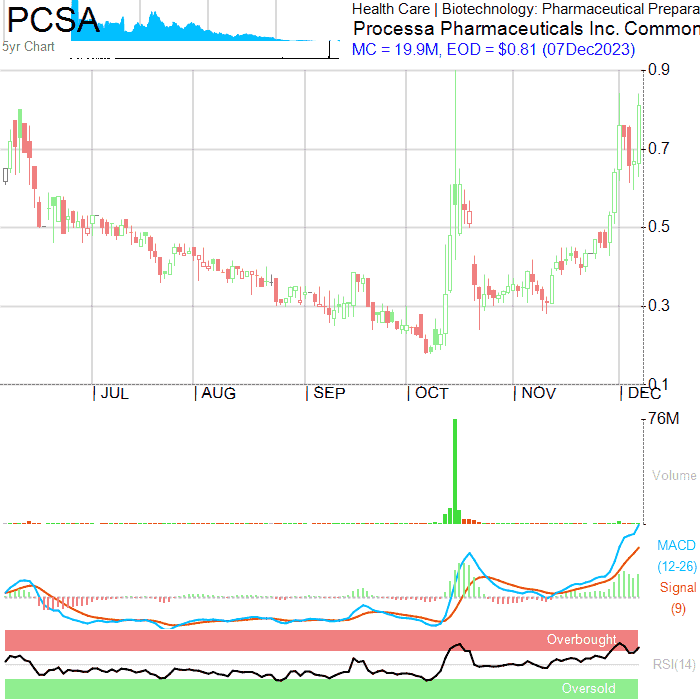 PCSA
5yr Chart
Health Care | Biotechnology: Pharmaceutical Prepara
Processa Pharmaceuticals Inc. Common
MC = 19.9M, EOD = $0.81 (07Dec2023)
0.9
0.7
0.5
0.3
0.1
JUL AUG SEP OCT NOV DEC
76M
Volume
MACD
(12-26)
Signal
(9)
Overbought
RSI(14)
Oversold